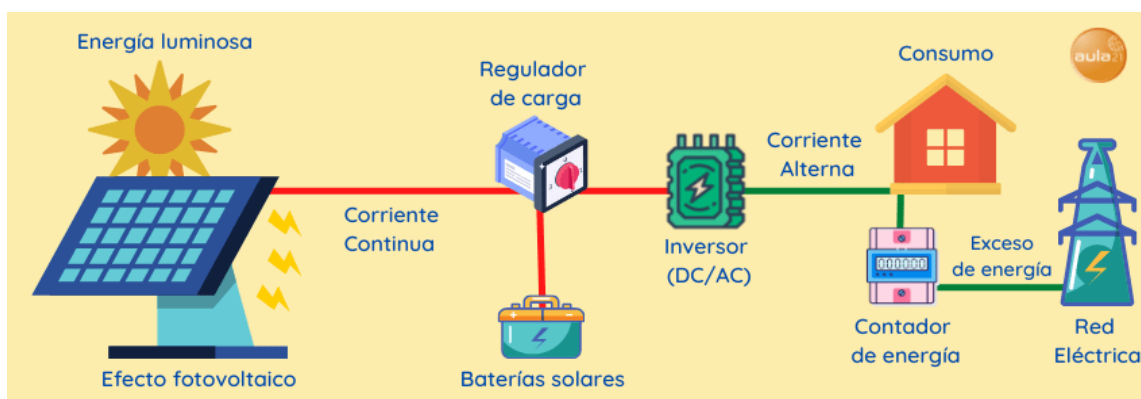 Energía luminosa
Efecto fotovoltaico
Corriente
Continua
Regulador
de carga
Baterías solares
Inversor
(DC/AC)
Corriente
Alterna
Consumo
aula21
000000
Contador
de energía
Exceso
de energía
Red
Eléctrica